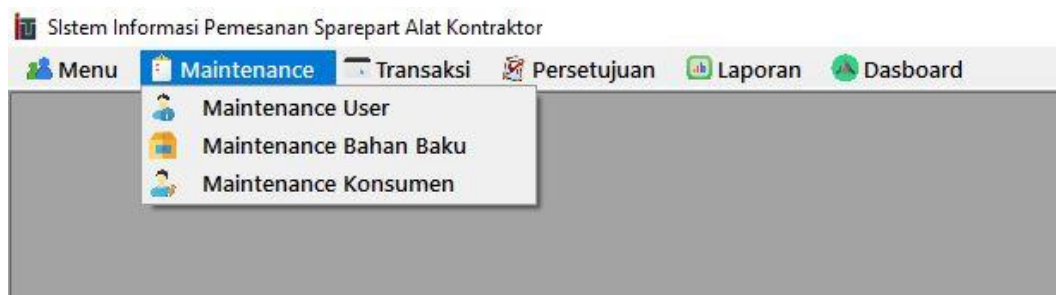 SIstem Informasi Pemesanan Sparepart Alat Kontraktor
Menu Maintenance Transaksi Persetujuan Laporan Dasboard
Maintenance User
Maintenance Bahan Baku
Maintenance Konsumen